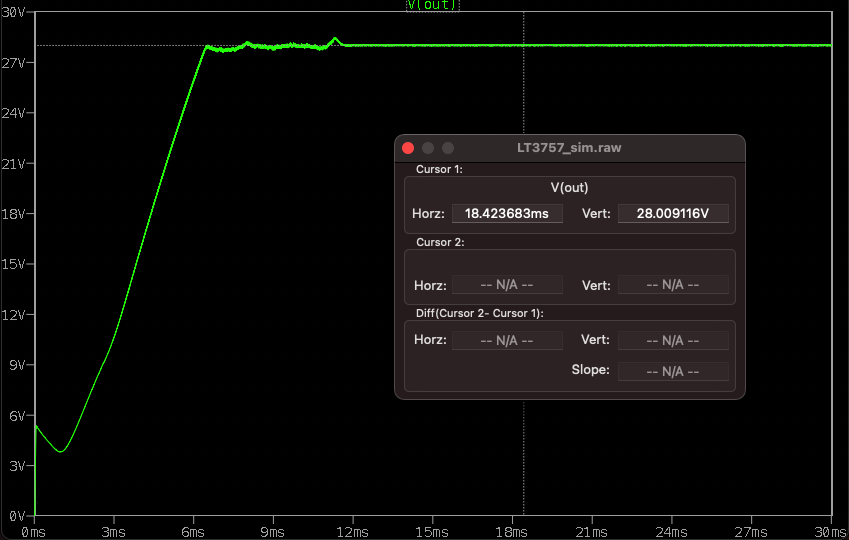 V(out)
30V
27V
24V
21V
18V
15V
12V
9V
6V
3V
0V
0ms 3ms 6ms 9ms 12ms 15ms 18ms 21ms 24ms 27ms 30ms
LT3757_sim.raw
Cursor 1:
V(out)
Horz: 18.423683ms Vert: 28.009116V
Cursor 2:
Horz: -- N/A -- Vert: -- N/A --
Diff(Cursor 2- Cursor 1):
Horz: -- N/A -- Vert: -- N/A --
Slope: -- N/A --